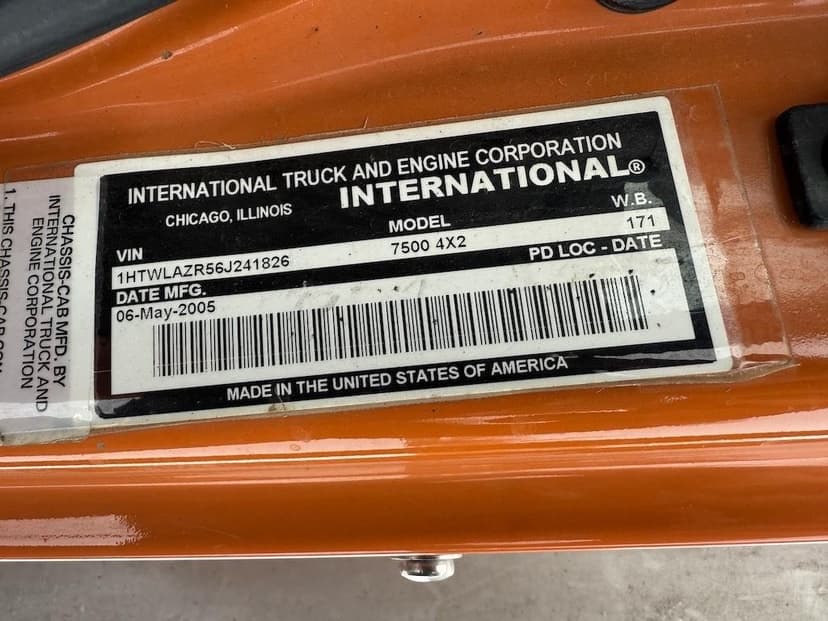 INTERNATIONAL TRUCK AND ENGINE CORPORATION
CHICAGO, ILLINOIS INTERNATIONAL®
VIN MODEL W.B.
1HTWLAZR56J241826 7500 4X2 171
DATE MFG. PD LOC - DATE
06-May-2005
MADE IN THE UNITED STATES OF AMERICA
CHASSIS-CAB MFD. BY
INTERNATIONAL TRUCK AND
ENGINE CORPORATION
1. THIS CHASSIS-CAB